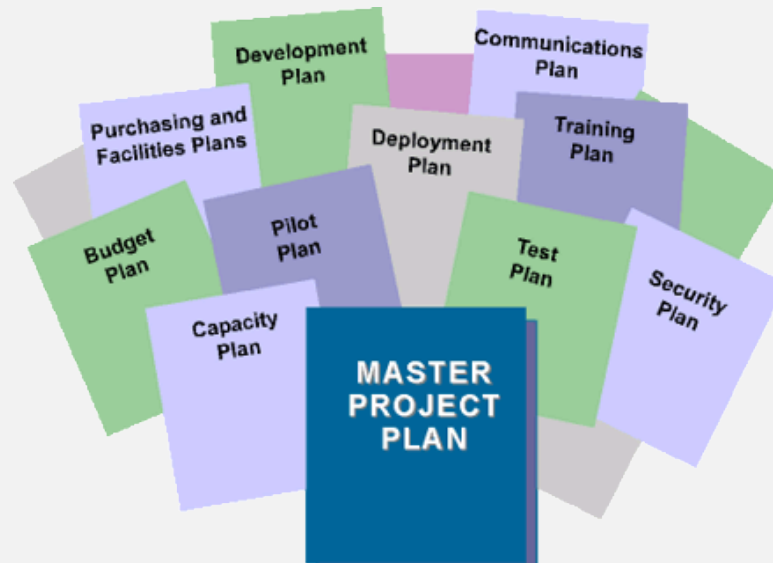 Development
Plan
Communications
Plan
Purchasing and
Facilities Plans
Deployment
Plan
Training
Plan
Budget
Plan
Pilot
Plan
Test
Plan
Security
Plan
Capacity
Plan
MASTER
PROJECT
PLAN